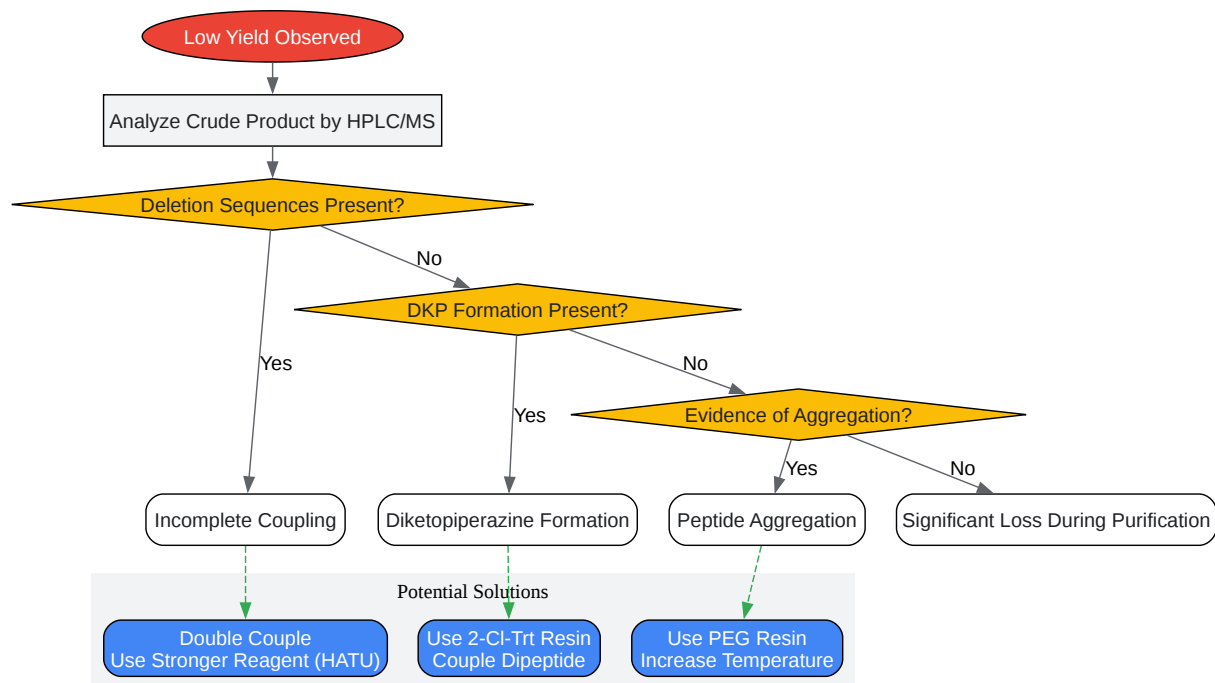 Low Yield Observed
Analyze Crude Product by HPLC/MS
Deletion Sequences Present?
No
DKP Formation Present?
Yes
No
Yes
Evidence of Aggregation?
Yes
No
Incomplete Coupling
Diketopiperazine Formation
Peptide Aggregation
Significant Loss During Purification
Potential Solutions
Double Couple
Use Stronger Reagent (HATU)
Use 2-Cl-Trt Resin
Couple Dipeptide
Use PEG Resin
Increase Temperature